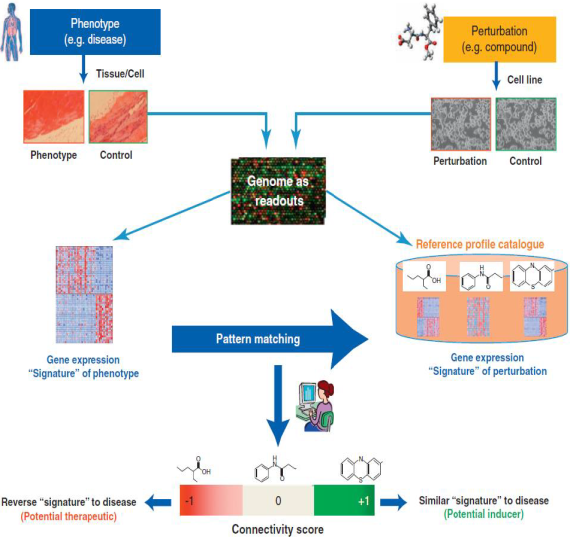 Phenotype
(e.g. disease)
Perturbation
(e.g. compound)
Tissue/Cell
Cell line
Phenotype
Control
Perturbation
Control
Genome as
readouts
Reference profile catalogue
O
OH
H
N
O
N
S
Pattern matching
Gene expression
“Signature” of phenotype
Gene expression
“Signature” of perturbation
O
OH
H
N
O
N
S
-1
0
+1
Reverse “signature” to disease
(Potential therapeutic)
Similar “signature” to disease
(Potential inducer)
Connectivity score